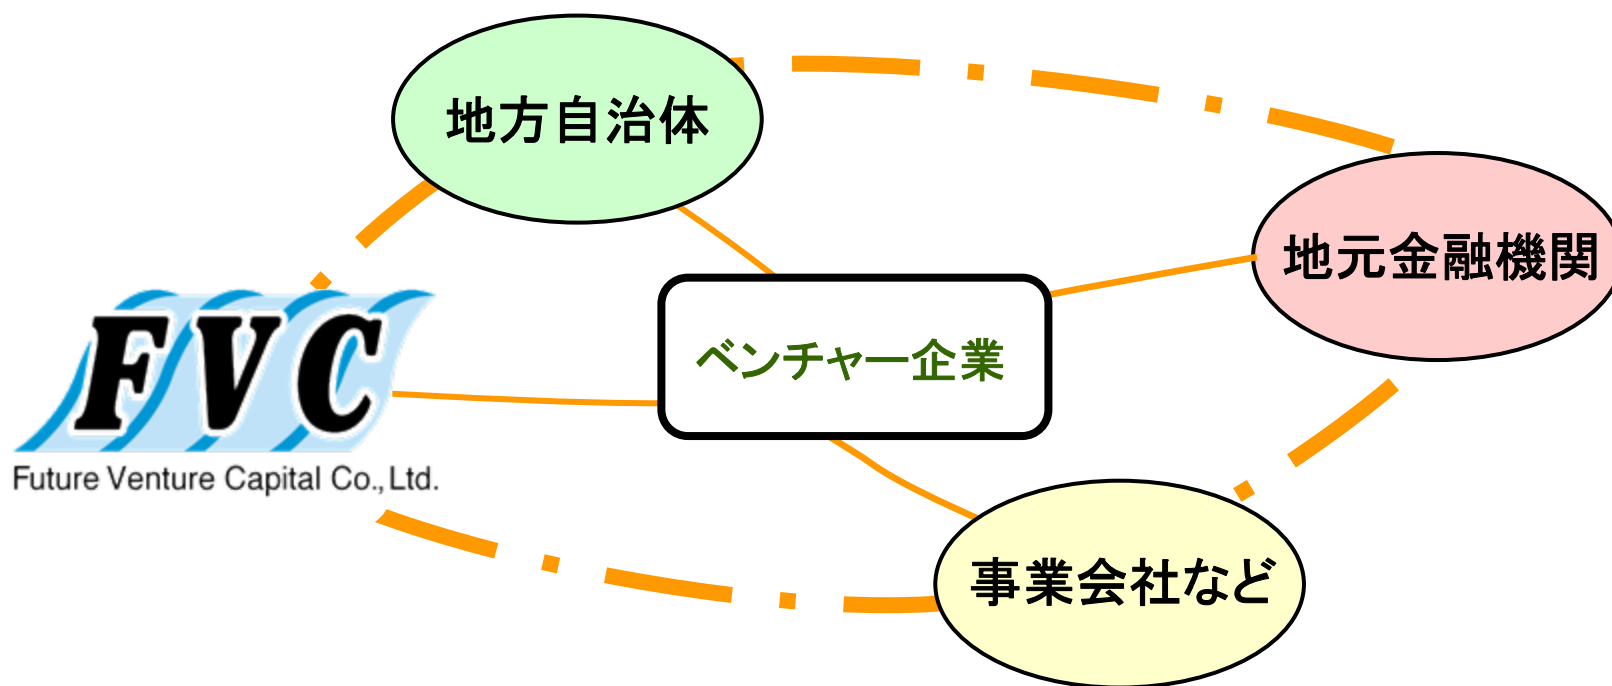 地方自治体
地元金融機関
FVC
Future Venture Capital Co., Ltd.
ベンチャー企業
事業会社など